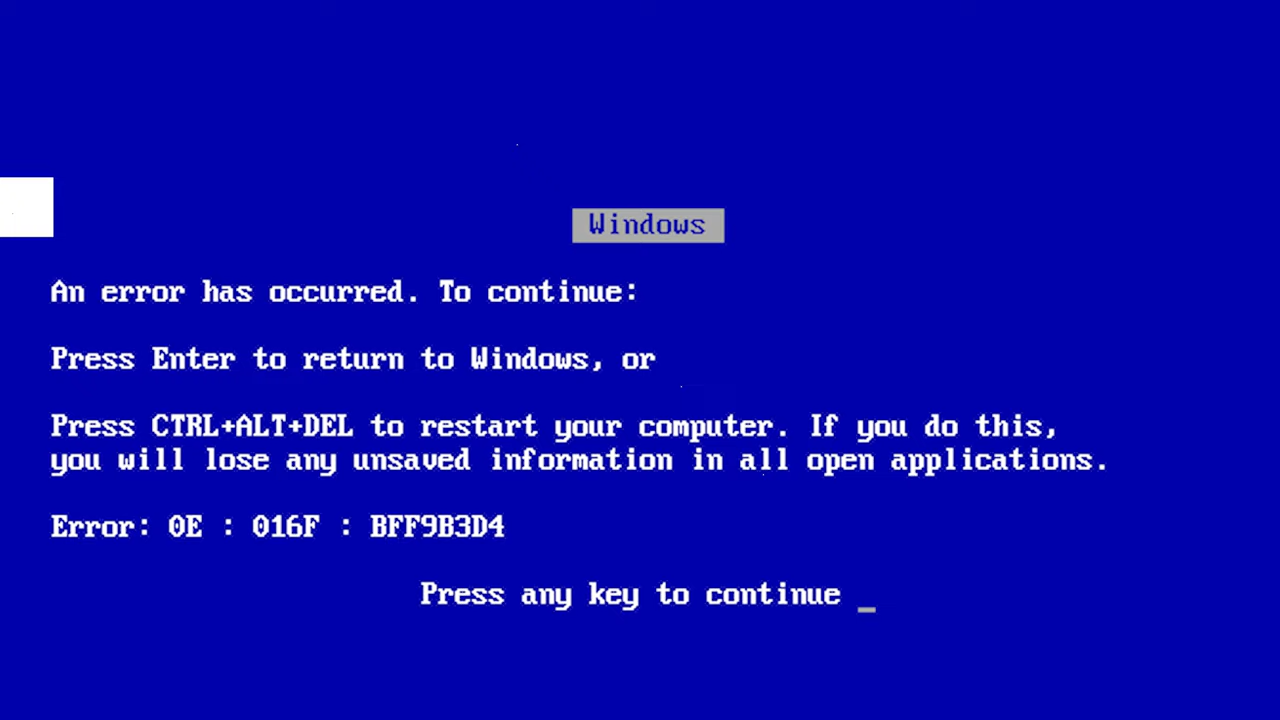 Windows
An error has occurred. To continue:
Press Enter to return to Windows, or
Press CTRL+ALT+DEL to restart your computer. If you do this,
you will lose any unsaved information in all open applications.
Error: 0E : 016F : BFF9B3D4
Press any key to continue _